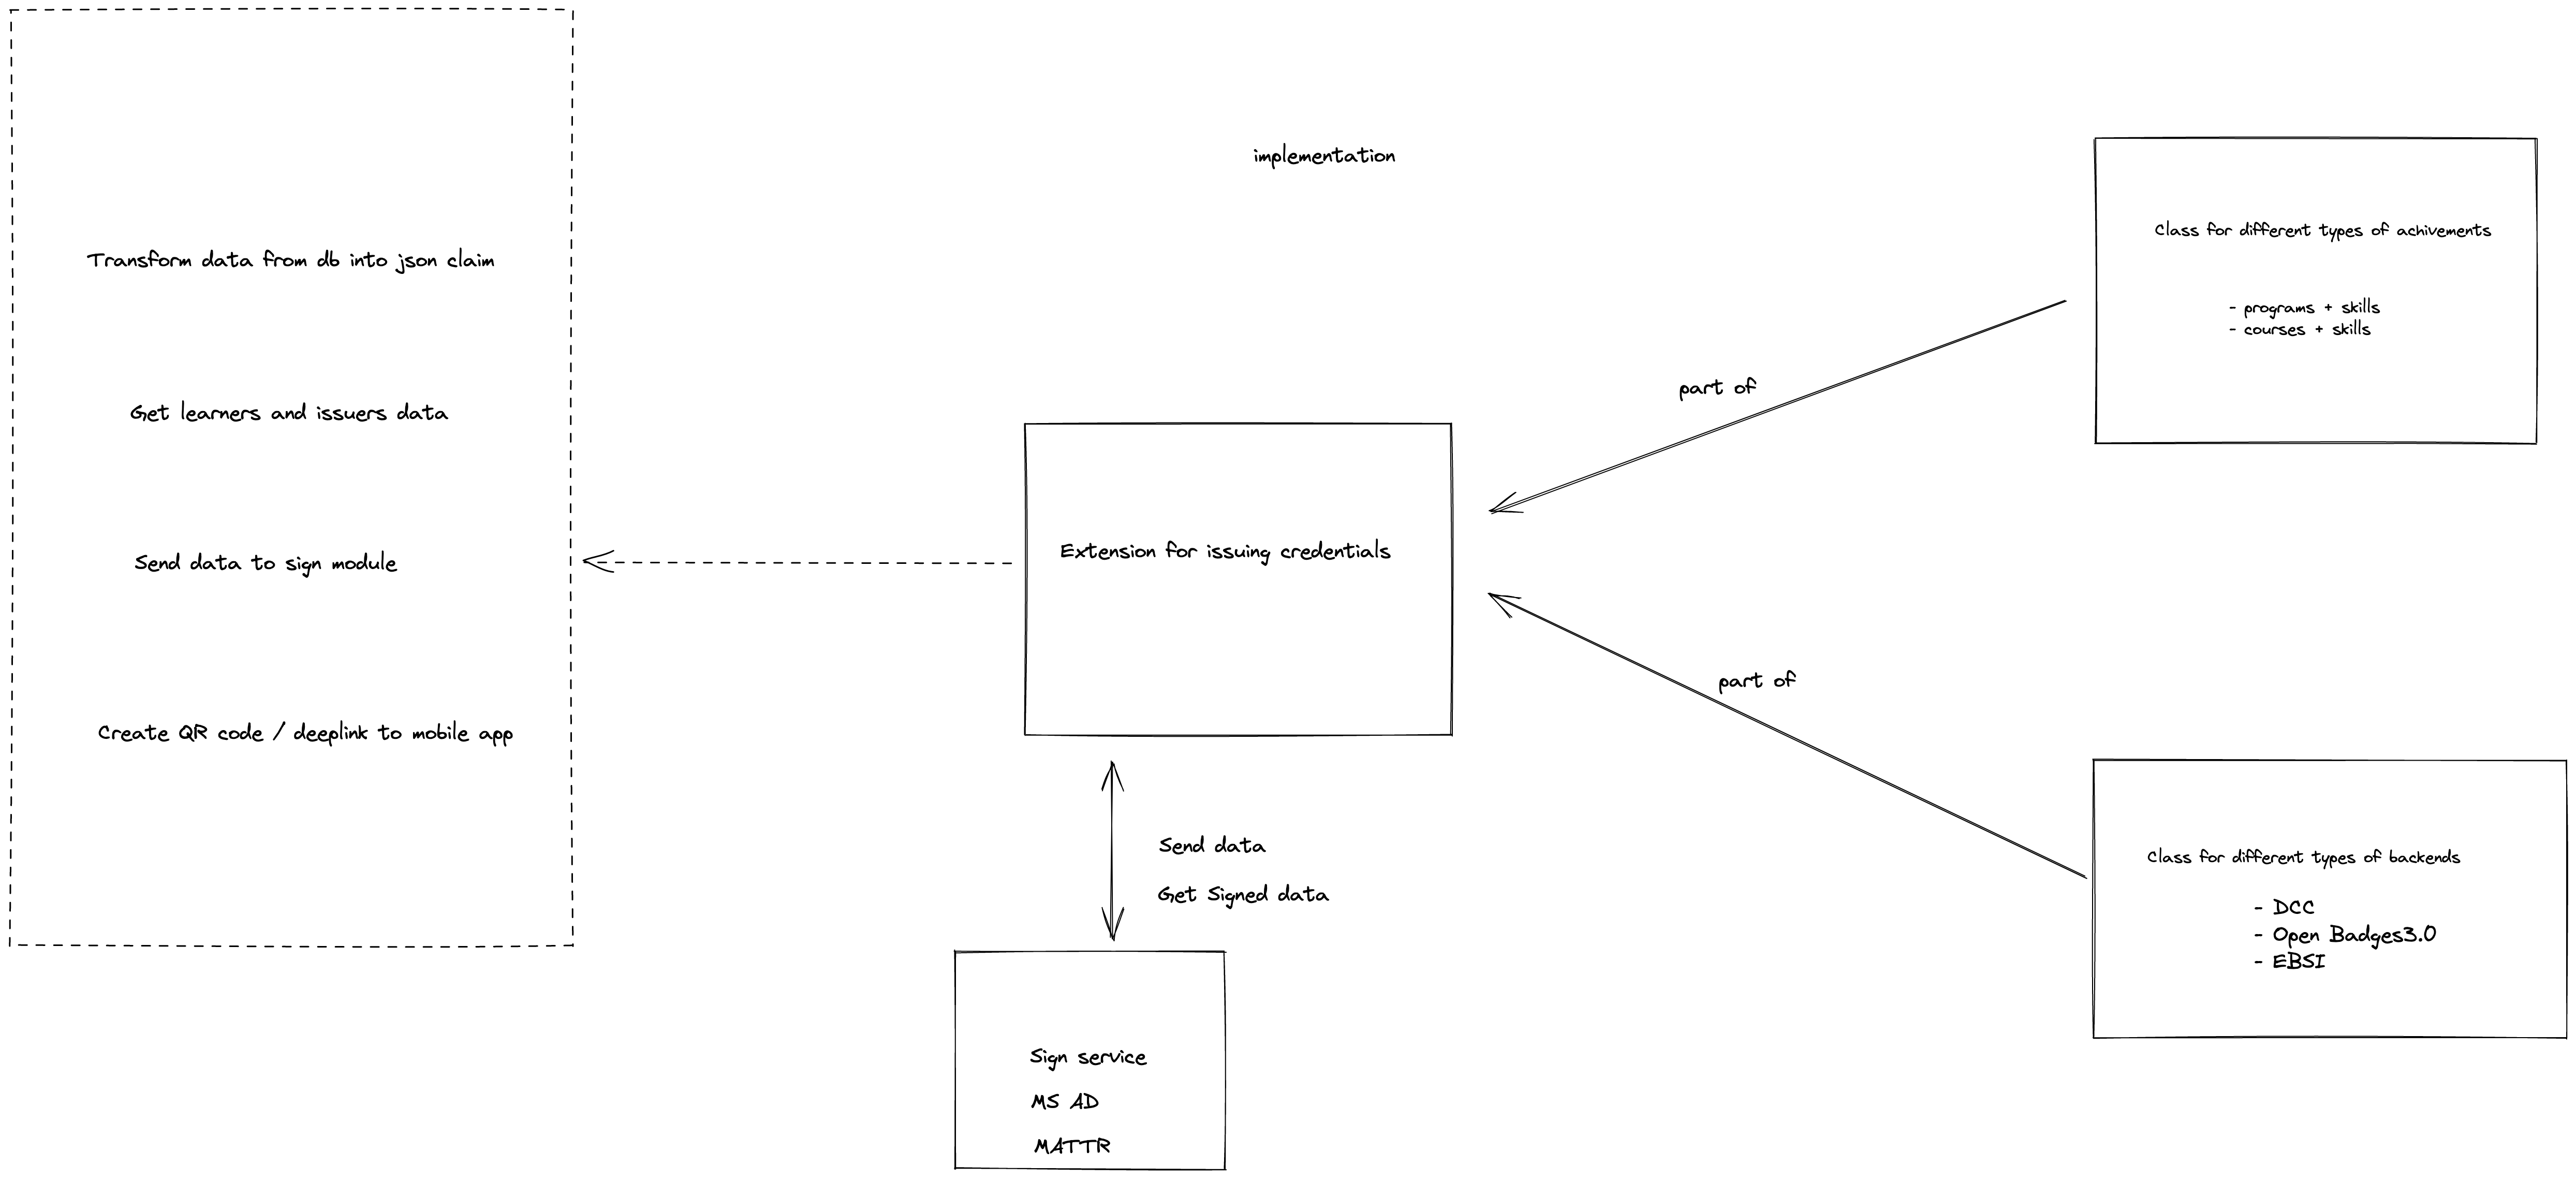 implementation
Transform data from db into json claim
Get learners and issuers data
Send data to sign module
Create QR code / deeplink to mobile app
Extension for issuing credentials
part of
part of
Class for different types of achivements
- programs + skills
- courses + skills
Class for different types of backends
- DCC
- Open Badges3.0
- EBSI
Send data
Get Signed data
Sign service
MS AD
MATTR